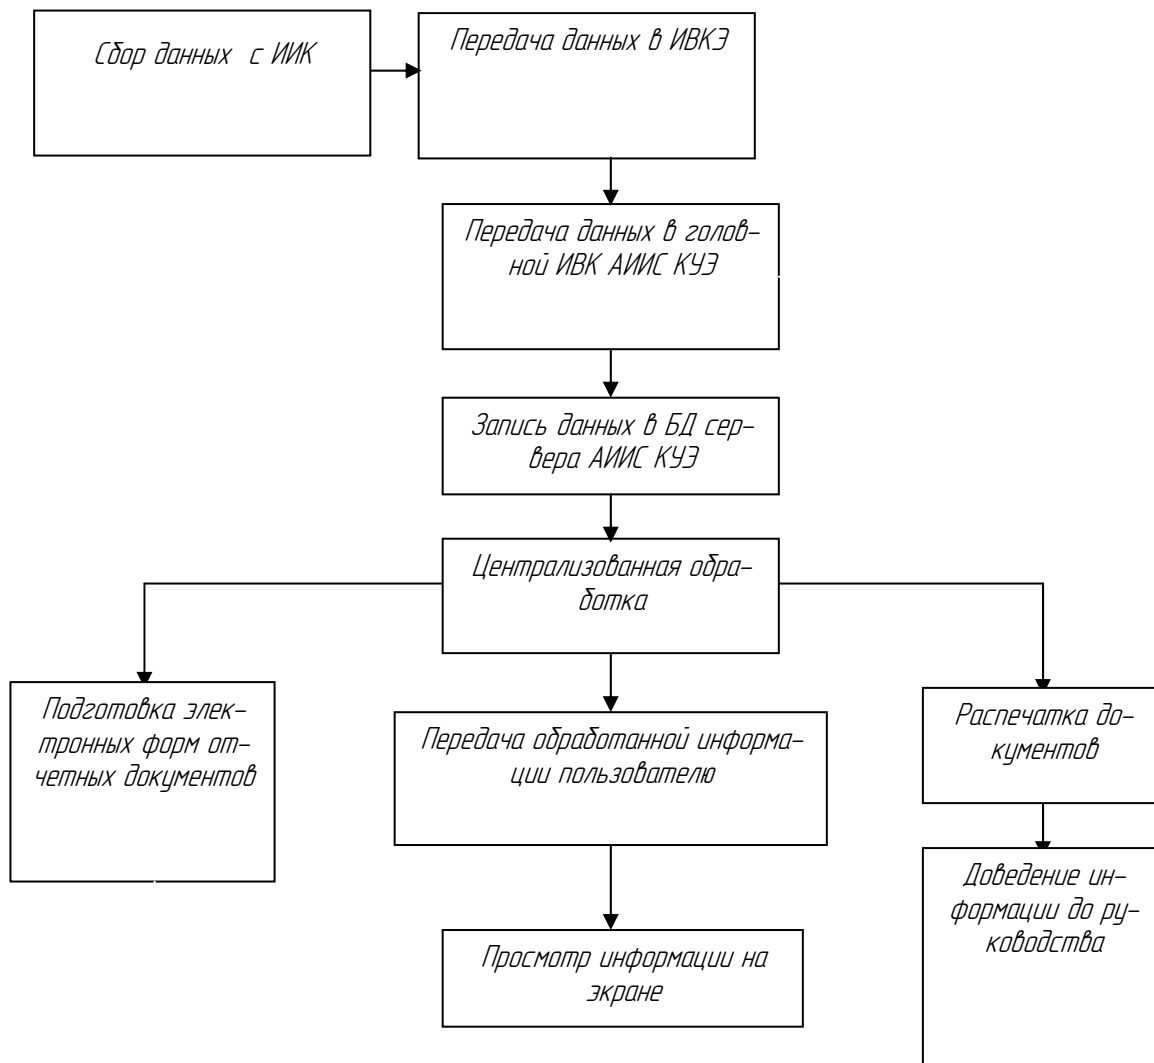 Сбор данных с ИИК
Передача данных в ИВКЭ
Передача данных в голов-
ной ИВК АИИС КУЭ
Запись данных в БД сер-
вера АИИС КУЭ
Централизованная обра-
ботка
Подготовка элек-
тронных форм от-
четных документов
Передача обработанной информа-
ции пользователю
Распечатка до-
кументов
Просмотр информации на
экране
Доведение ин-
формации до ру-
ководства